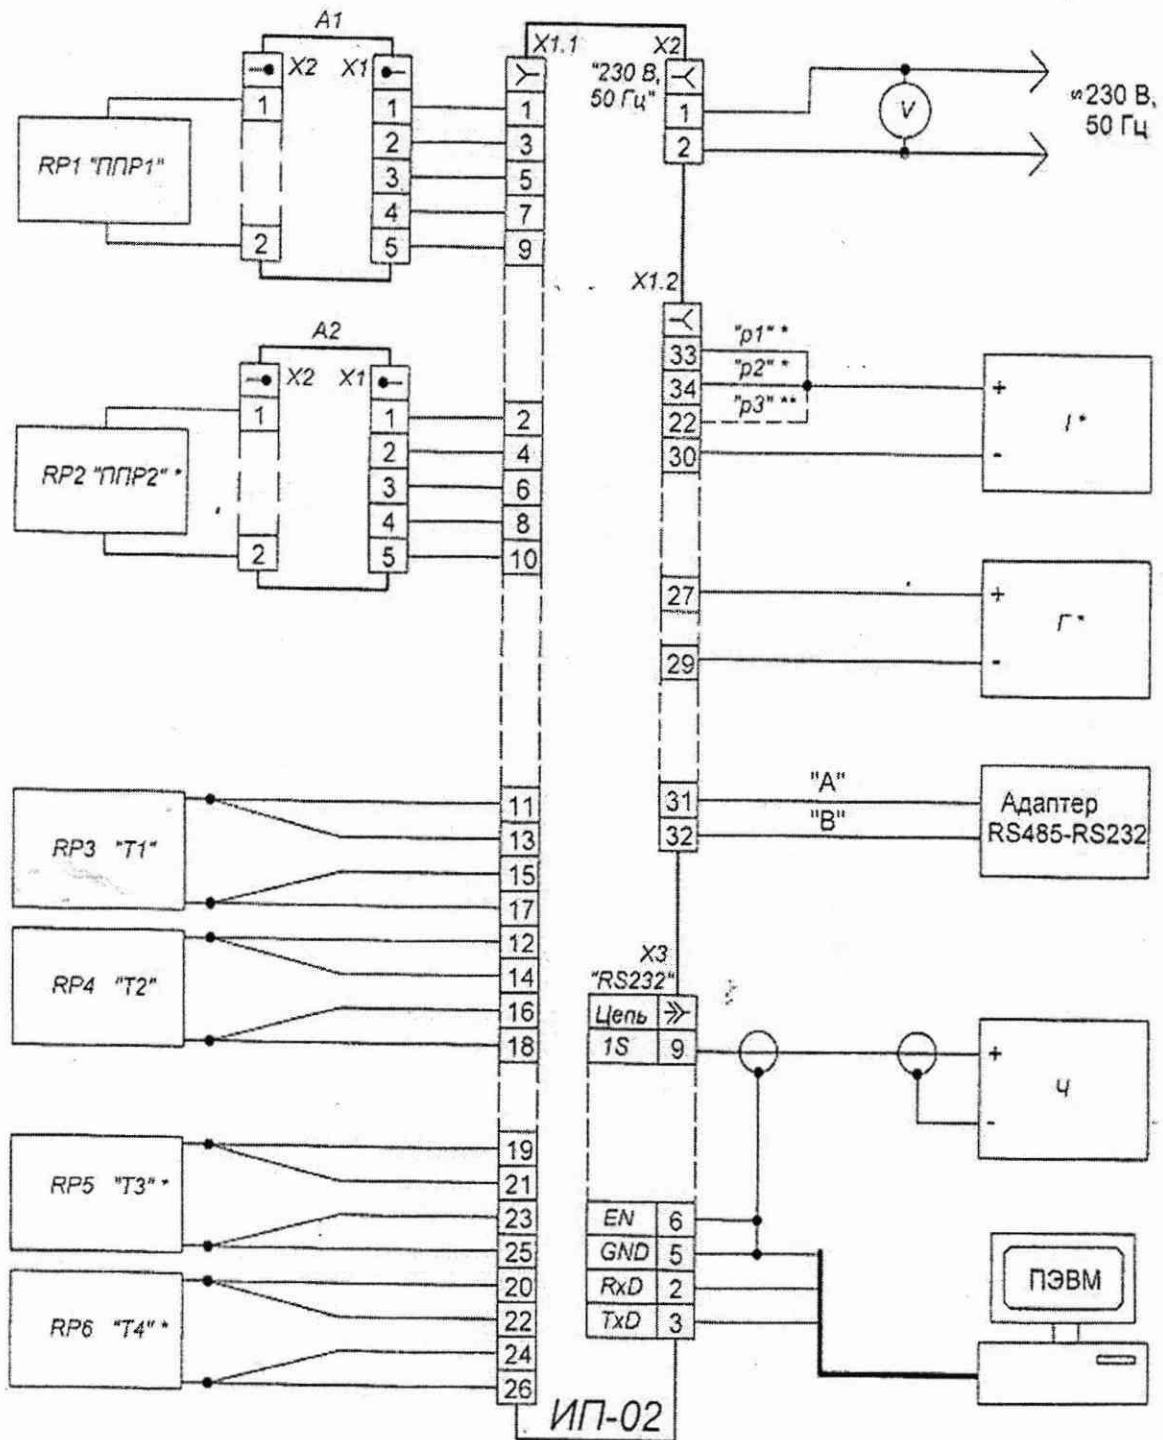 A1
X2 X1
1 1
2
3
4
2 5
RP1 "ППР1"
X1.1
1
3
5
7
9
X2
"230 В,
50 Гц"
1
2
V
≈230 В,
50 Гц
A2
X2 X1
1 1
2
3
4
2 5
RP2 "ППР2" *
2
4
6
8
10
X1.2
33 "p1" *
34 "p2" *
22 "p3" **
30
+
I *
-
27
29
+
Г *
-
31 "A"
32 "B"
Адаптер
RS485-RS232
RP3 "T1"
11
13
15
17
RP4 "T2"
12
14
16
18
RP5 "T3" *
19
21
23
25
RP6 "T4" *
20
22
24
26
X3
"RS232"
Цепь
1S 9
+
Ч
-
EN 6
GND 5
RxD 2
TxD 3
ПЭВМ
ИП-02